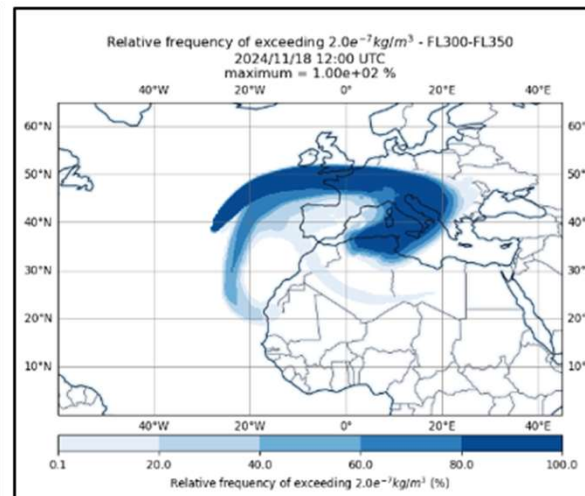 Relative frequency of exceeding 2.0e⁻⁷kg/m³ - FL300-FL350
2024/11/18 12:00 UTC
maximum = 1.00e+02 %
40°W 20°W 0° 20°E 40°E
60°N 60°N
50°N 50°N
40°N 40°N
30°N 30°N
20°N 20°N
10°N 10°N
40°W 20°W 0° 20°E 40°E
0.1 20.0 40.0 60.0 80.0 100.0
Relative frequency of exceeding 2.0e⁻⁷kg/m³ (%)